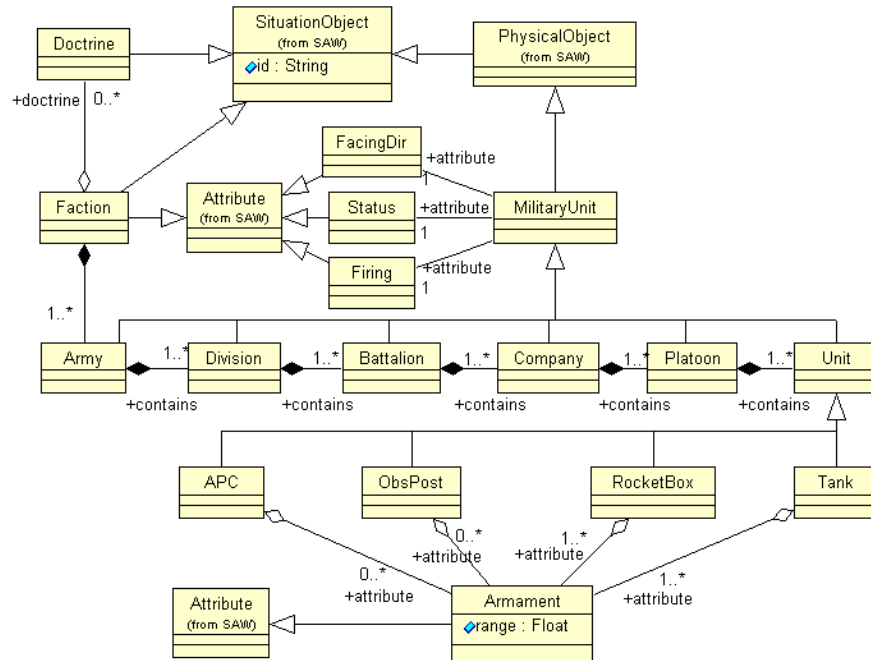 SituationObject
(from SAW)
id : String
Doctrine
PhysicalObject
(from SAW)
+doctrine
0..*
FacingDir
+attribute
1
Attribute
(from SAW)
Faction
Status
+attribute
1
MilitaryUnit
Firing
+attribute
1
1..*
Army
1..*
+contains
Division
1..*
+contains
Battalion
1..*
+contains
Company
1..*
+contains
Platoon
1..*
+contains
Unit
APC
ObsPost
RocketBox
Tank
0..*
+attribute
0..*
+attribute
1..*
+attribute
1..*
+attribute
Attribute
(from SAW)
Armament
range : Float